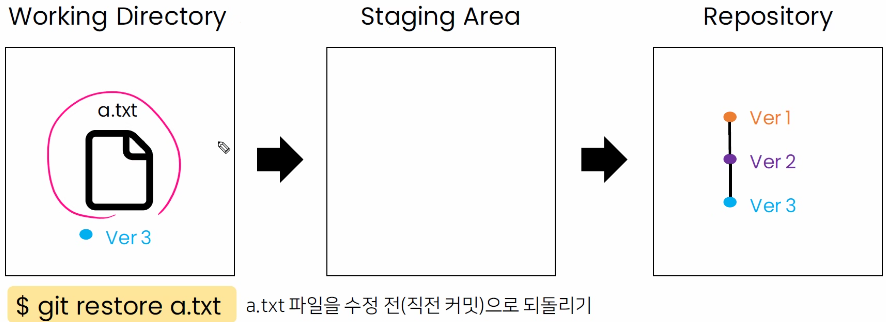 Working Directory
Staging Area
Repository
a.txt
Ver 3
Ver 1
Ver 2
Ver 3
$ git restore a.txt
a.txt 파일을 수정 전(직전 커밋)으로 되돌리기